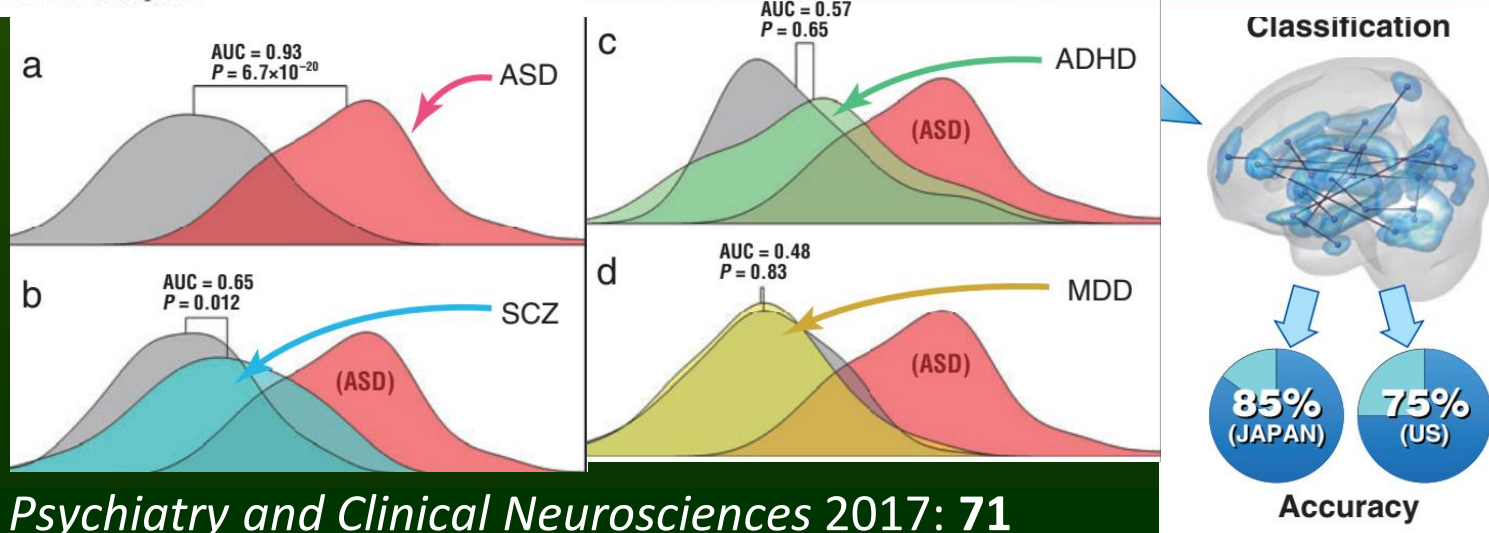 a
AUC = 0.93
P = 6.7×10⁻²⁰
ASD
b
AUC = 0.65
P = 0.012
SCZ
(ASD)
c
AUC = 0.57
P = 0.65
ADHD
(ASD)
d
AUC = 0.48
P = 0.83
MDD
(ASD)
Classification
85%
(JAPAN)
75%
(US)
Accuracy
Psychiatry and Clinical Neurosciences 2017: 71